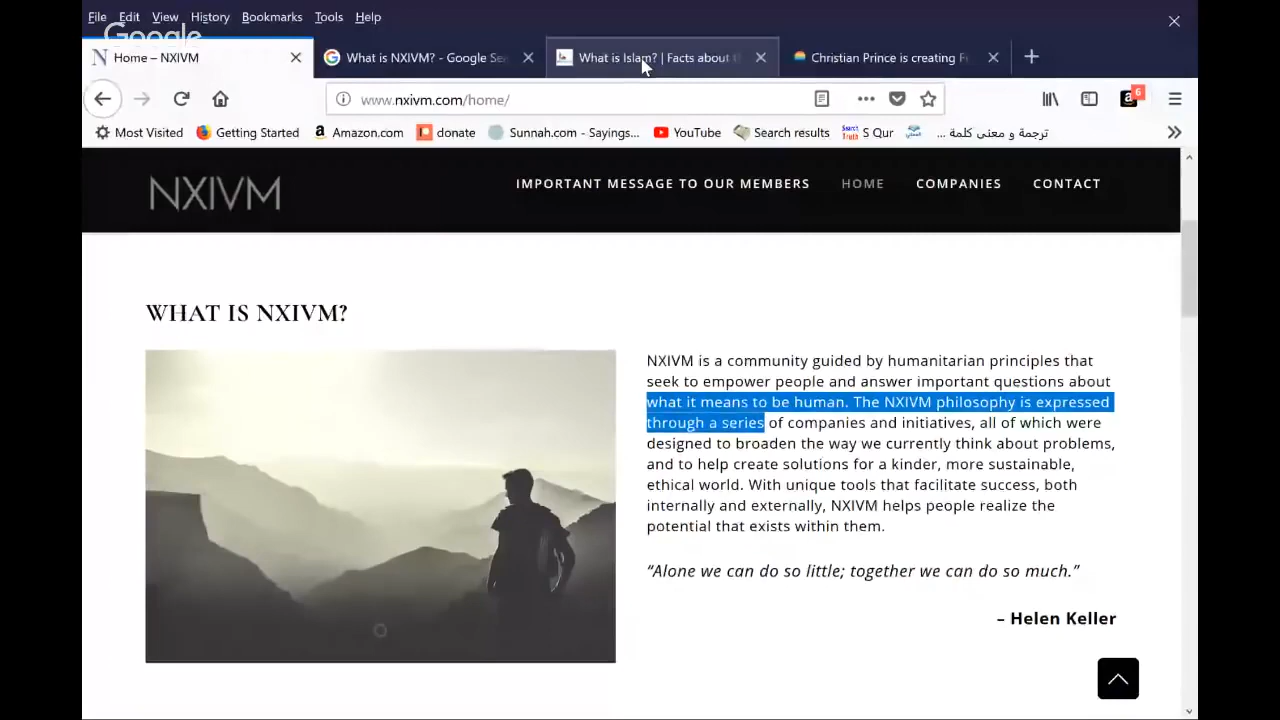 File Edit View History Bookmarks Tools Help
Google
Home – NXIVM
What is NXIVM? - Google Se
What is Islam? | Facts about t
Christian Prince is creating F
www.nxivm.com/home/
6
Most Visited Getting Started Amazon.com donate Sunnah.com - Sayings... YouTube Search results S Qur ترجمة و معنى كلمة ...
NXIVM
IMPORTANT MESSAGE TO OUR MEMBERS HOME COMPANIES CONTACT
WHAT IS NXIVM?
NXIVM is a community guided by humanitarian principles that
seek to empower people and answer important questions about
what it means to be human. The NXIVM philosophy is expressed
through a series of companies and initiatives, all of which were
designed to broaden the way we currently think about problems,
and to help create solutions for a kinder, more sustainable,
ethical world. With unique tools that facilitate success, both
internally and externally, NXIVM helps people realize the
potential that exists within them.
“Alone we can do so little; together we can do so much.”
– Helen Keller